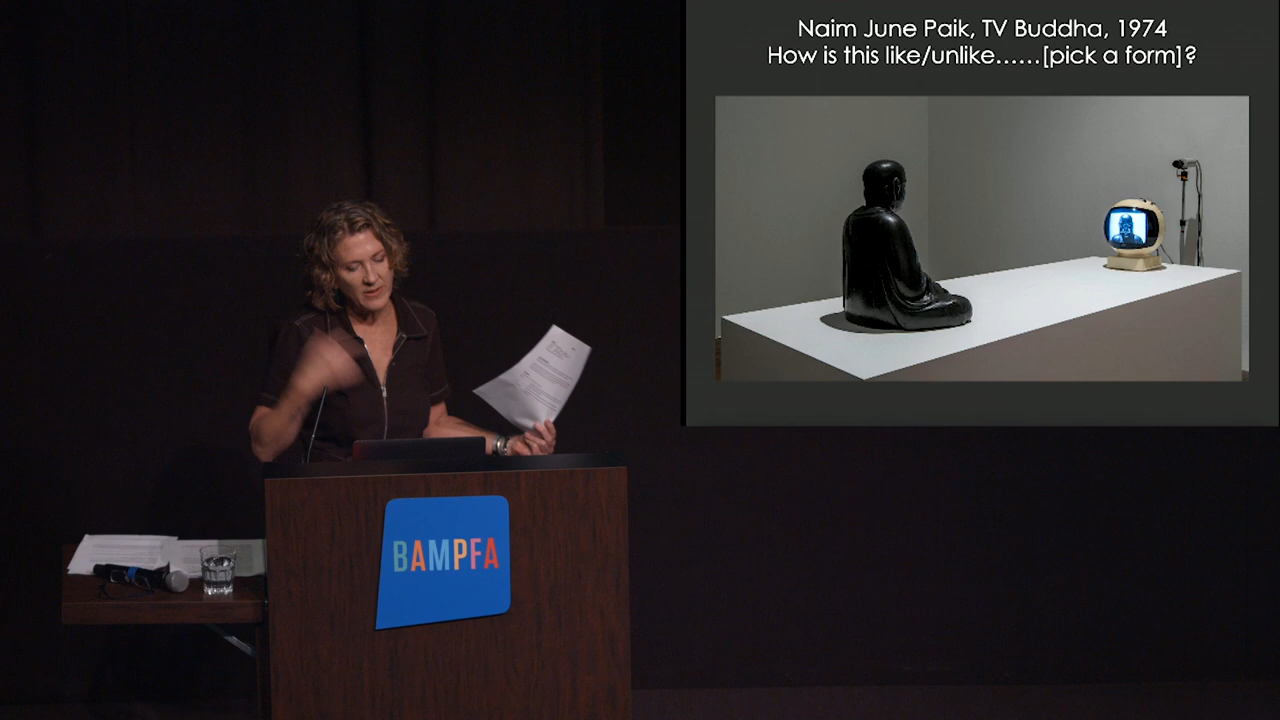 Naim June Paik, TV Buddha, 1974
How is this like/unlike......[pick a form]?
BAMPFA